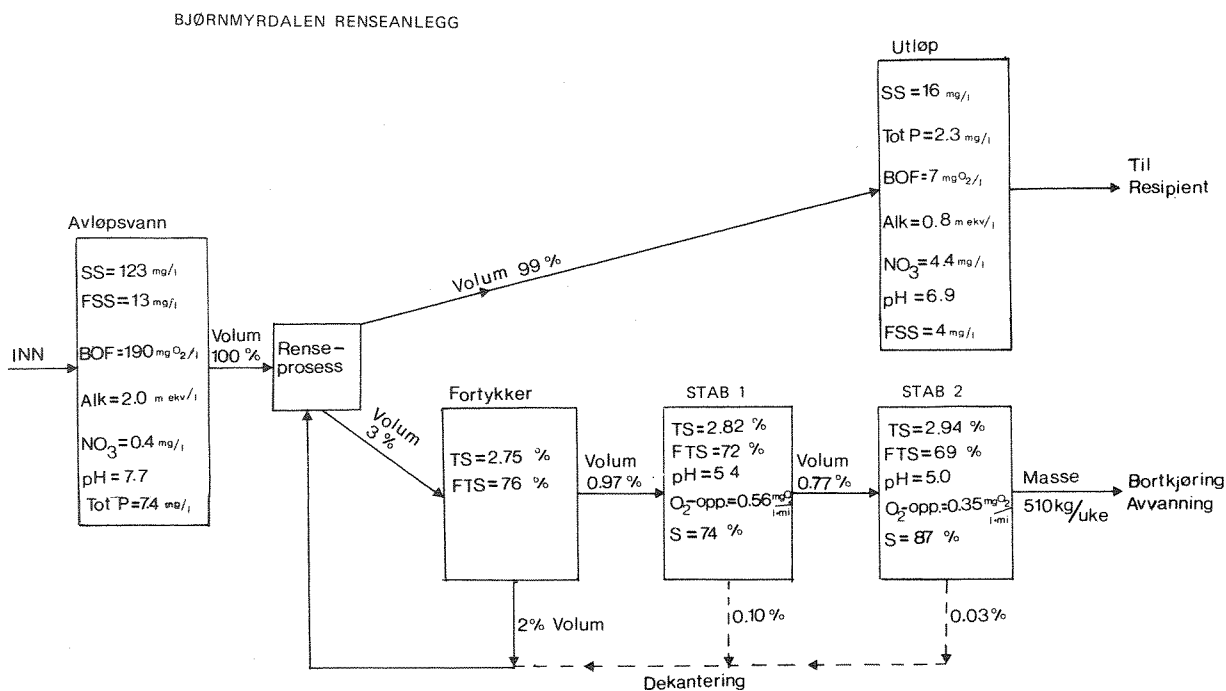 BJØRNMYRDALEN RENSEANLEGG
Utløp
SS=16 mg/l
Tot P=2.3 mg/l
BOF=7 mgO2/l
Alk=0.8 m ekv/l
NO3=4.4 mg/l
pH=6.9
FSS=4 mg/l
Til
Resipient
Avløpsvann
SS=123 mg/l
FSS=13 mg/l
BOF=190 mgO2/l
Alk=2.0 m ekv/l
NO3=0.4 mg/l
pH=7.7
Tot P=7.4 mg/l
INN
Volum
100 %
Rense-
prosess
Volum 99 %
Volum
3 %
Fortykker
TS=2.75 %
FTS=76 %
Volum
0.97 %
STAB 1
TS=2.82 %
FTS=72 %
pH=5.4
O2-opp.=0.56 mgO2/l·mi
S=74 %
Volum
0.77 %
STAB 2
TS=2.94 %
FTS=69 %
pH=5.0
O2-opp.=0.35 mgO2/l·mi
S=87 %
Masse
510kg/uke
Bortkjøring
Avvanning
2% Volum
0.10 %
0.03 %
Dekantering